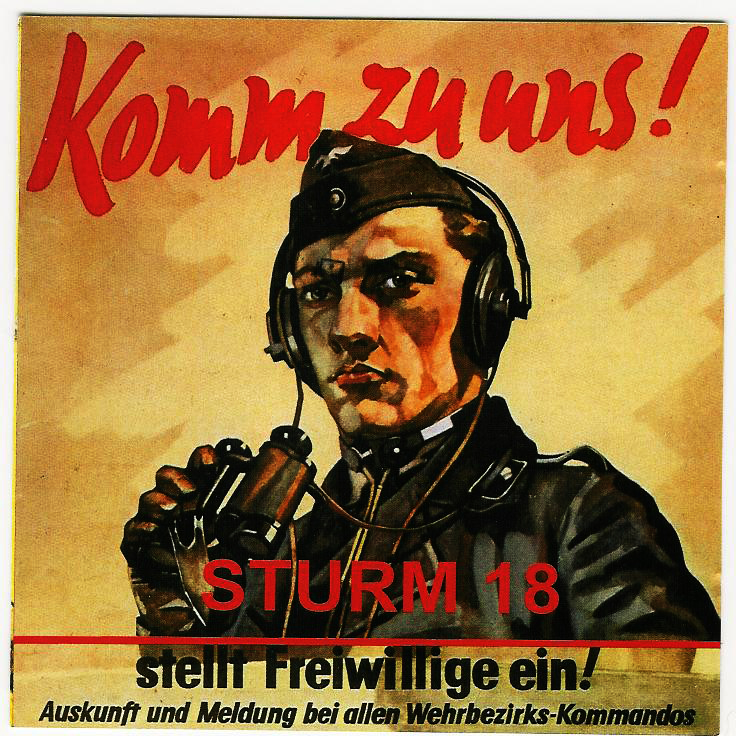 Komm zu uns!
STURM 18
stellt Freiwillige ein!
Auskunft und Meldung bei allen Wehrbezirks-Kommandos